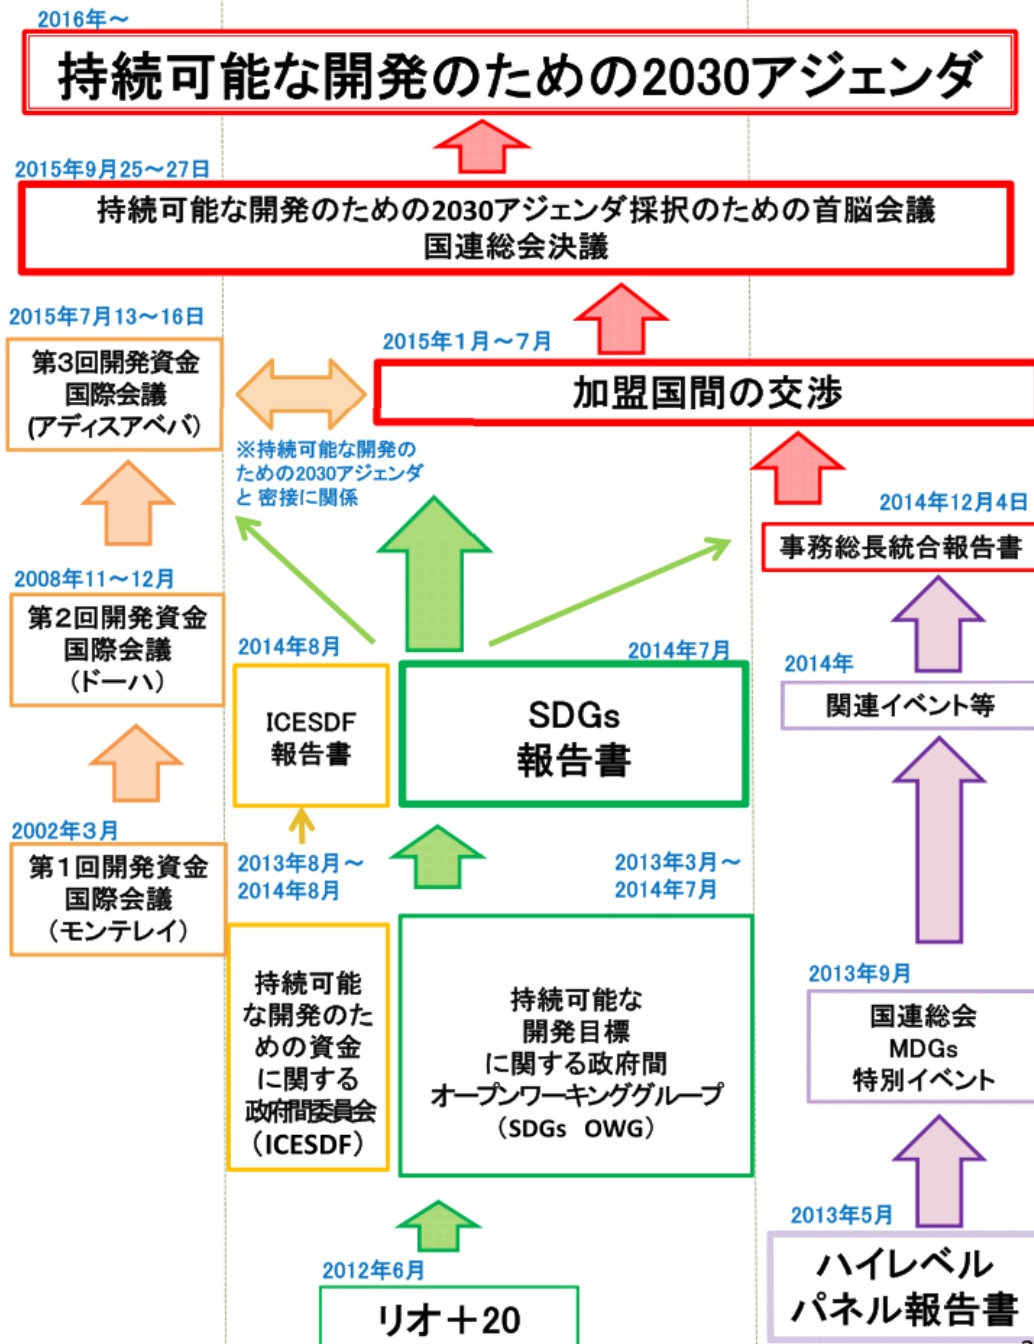 2016年～
持続可能な開発のための2030アジェンダ
2015年9月25～27日
持続可能な開発のための2030アジェンダ採択のための首脳会議
国連総会決議
2015年7月13～16日
第3回開発資金
国際会議
(アディスアベバ)
2015年1月～7月
加盟国間の交渉
※持続可能な開発の
ための2030アジェンダ
と密接に関係
2014年12月4日
事務総長統合報告書
2008年11～12月
第2回開発資金
国際会議
(ドーハ)
2014年8月
ICESDF
報告書
2014年7月
SDGs
報告書
2014年
関連イベント等
2002年3月
第1回開発資金
国際会議
(モンテレイ)
2013年8月～
2014年8月
持続可能
な開発のた
めの資金
に関する
政府間委員会
(ICESDF)
2013年3月～
2014年7月
持続可能な
開発目標
に関する政府間
オープンワーキンググループ
(SDGs OWG)
2013年9月
国連総会
MDGs
特別イベント
2012年6月
リオ＋20
2013年5月
ハイレベル
パネル報告書